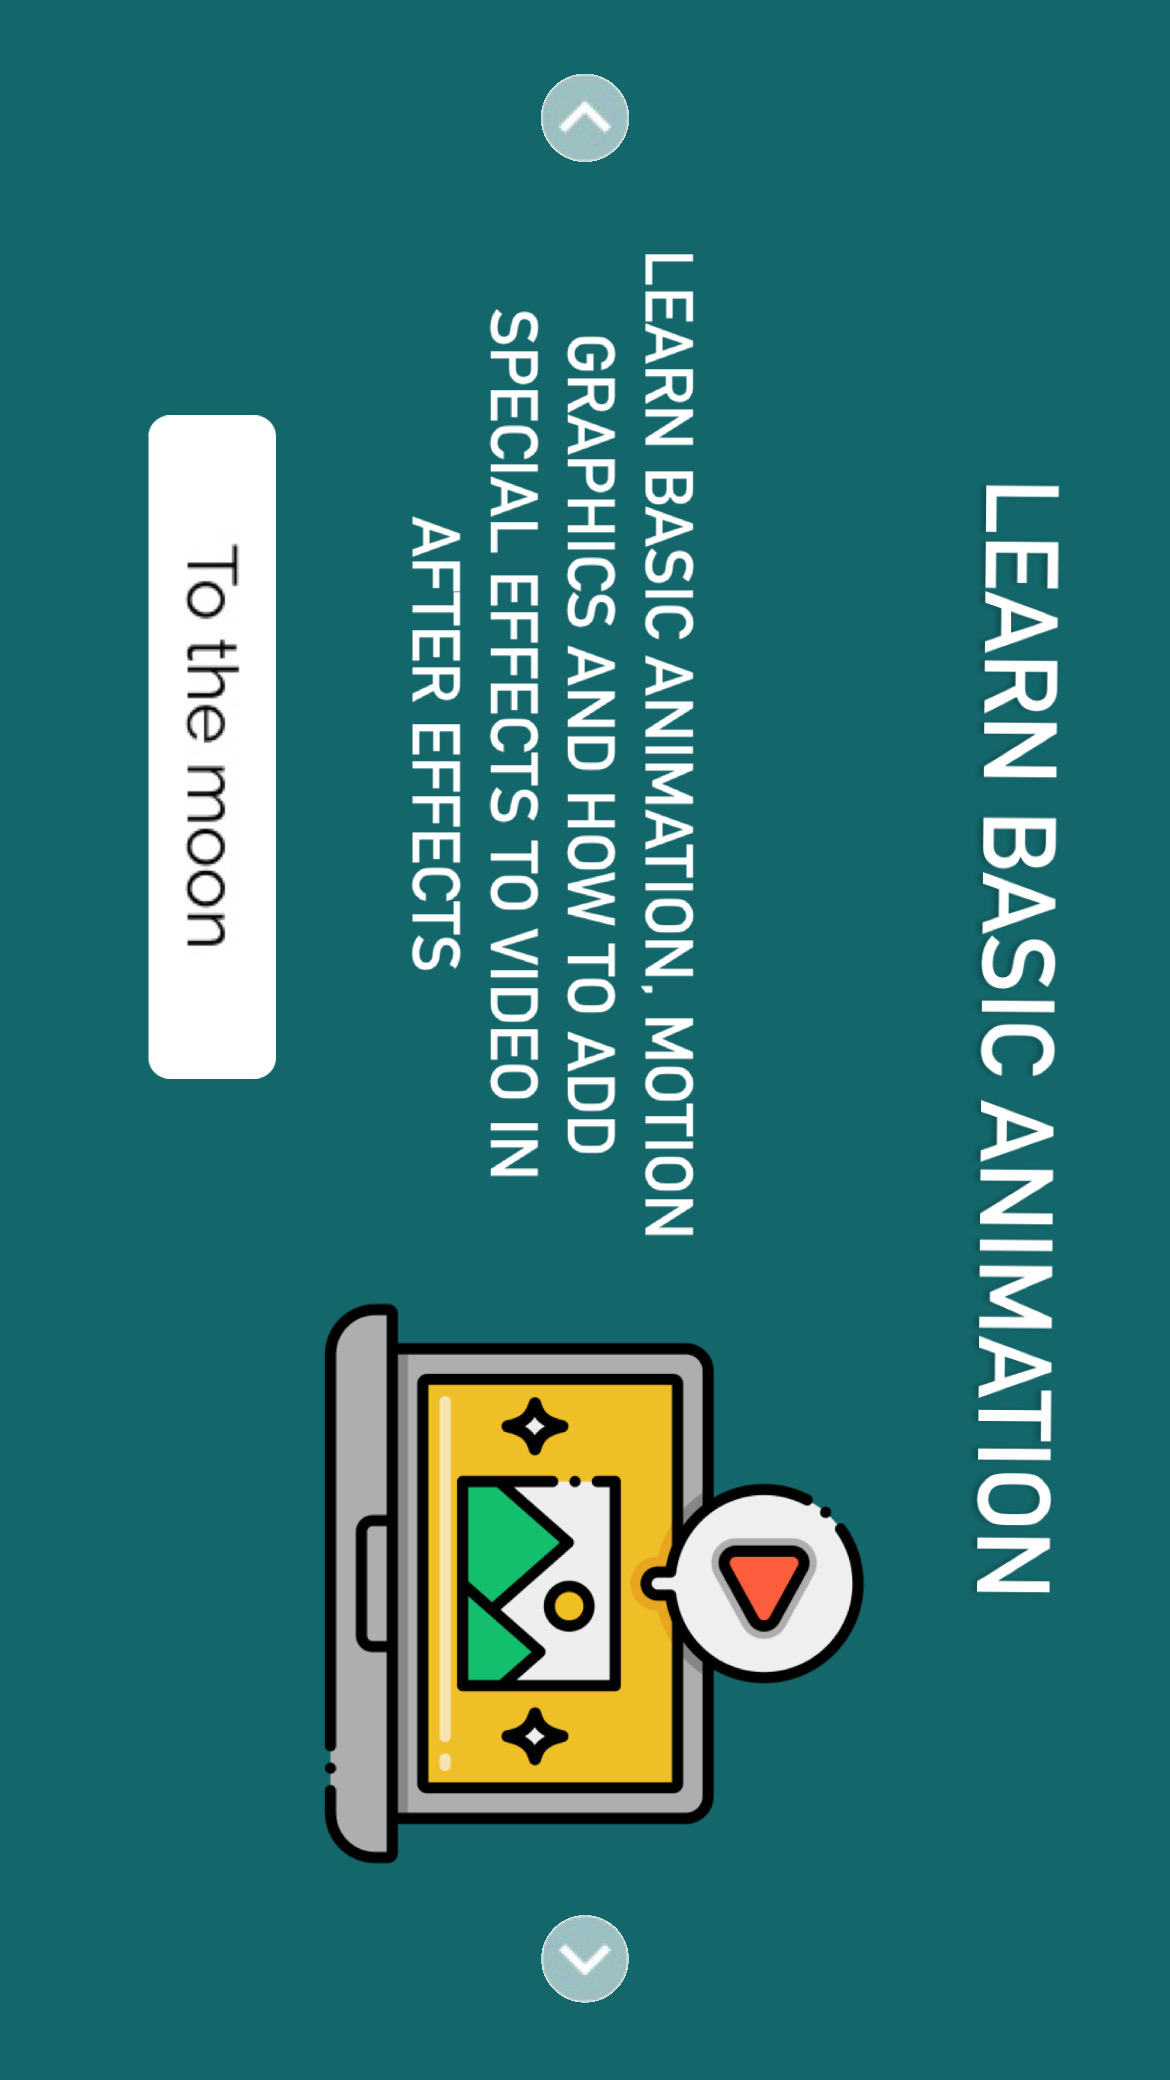 LEARN BASIC ANIMATION
LEARN BASIC ANIMATION, MOTION
GRAPHICS AND HOW TO ADD
SPECIAL EFFECTS TO VIDEO IN
AFTER EFFECTS
To the moon